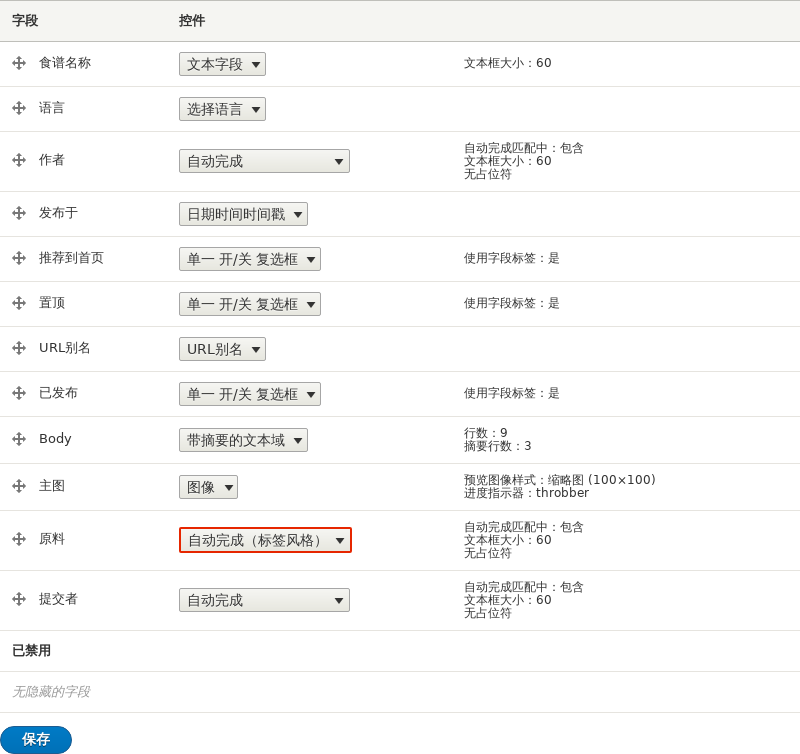 字段 控件
食谱名称 文本字段 文本框大小：60
语言 选择语言
作者 自动完成 自动完成匹配中：包含
文本框大小：60
无占位符
发布于 日期时间时间戳
推荐到首页 单一 开/关 复选框 使用字段标签：是
置顶 单一 开/关 复选框 使用字段标签：是
URL别名 URL别名
已发布 单一 开/关 复选框 使用字段标签：是
Body 带摘要的文本域 行数：9
摘要行数：3
主图 图像 预览图像样式：缩略图 (100×100)
进度指示器：throbber
原料 自动完成（标签风格） 自动完成匹配中：包含
文本框大小：60
无占位符
提交者 自动完成 自动完成匹配中：包含
文本框大小：60
无占位符
已禁用
无隐藏的字段
保存